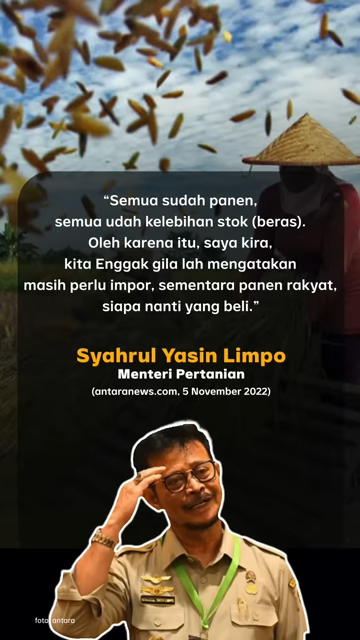 “Semua sudah panen,
semua udah kelebihan stok (beras).
Oleh karena itu, saya kira,
kita Enggak gila lah mengatakan
masih perlu impor, sementara panen rakyat,
siapa nanti yang beli.”
Syahrul Yasin Limpo
Menteri Pertanian
(antaranews.com, 5 November 2022)
foto: antara